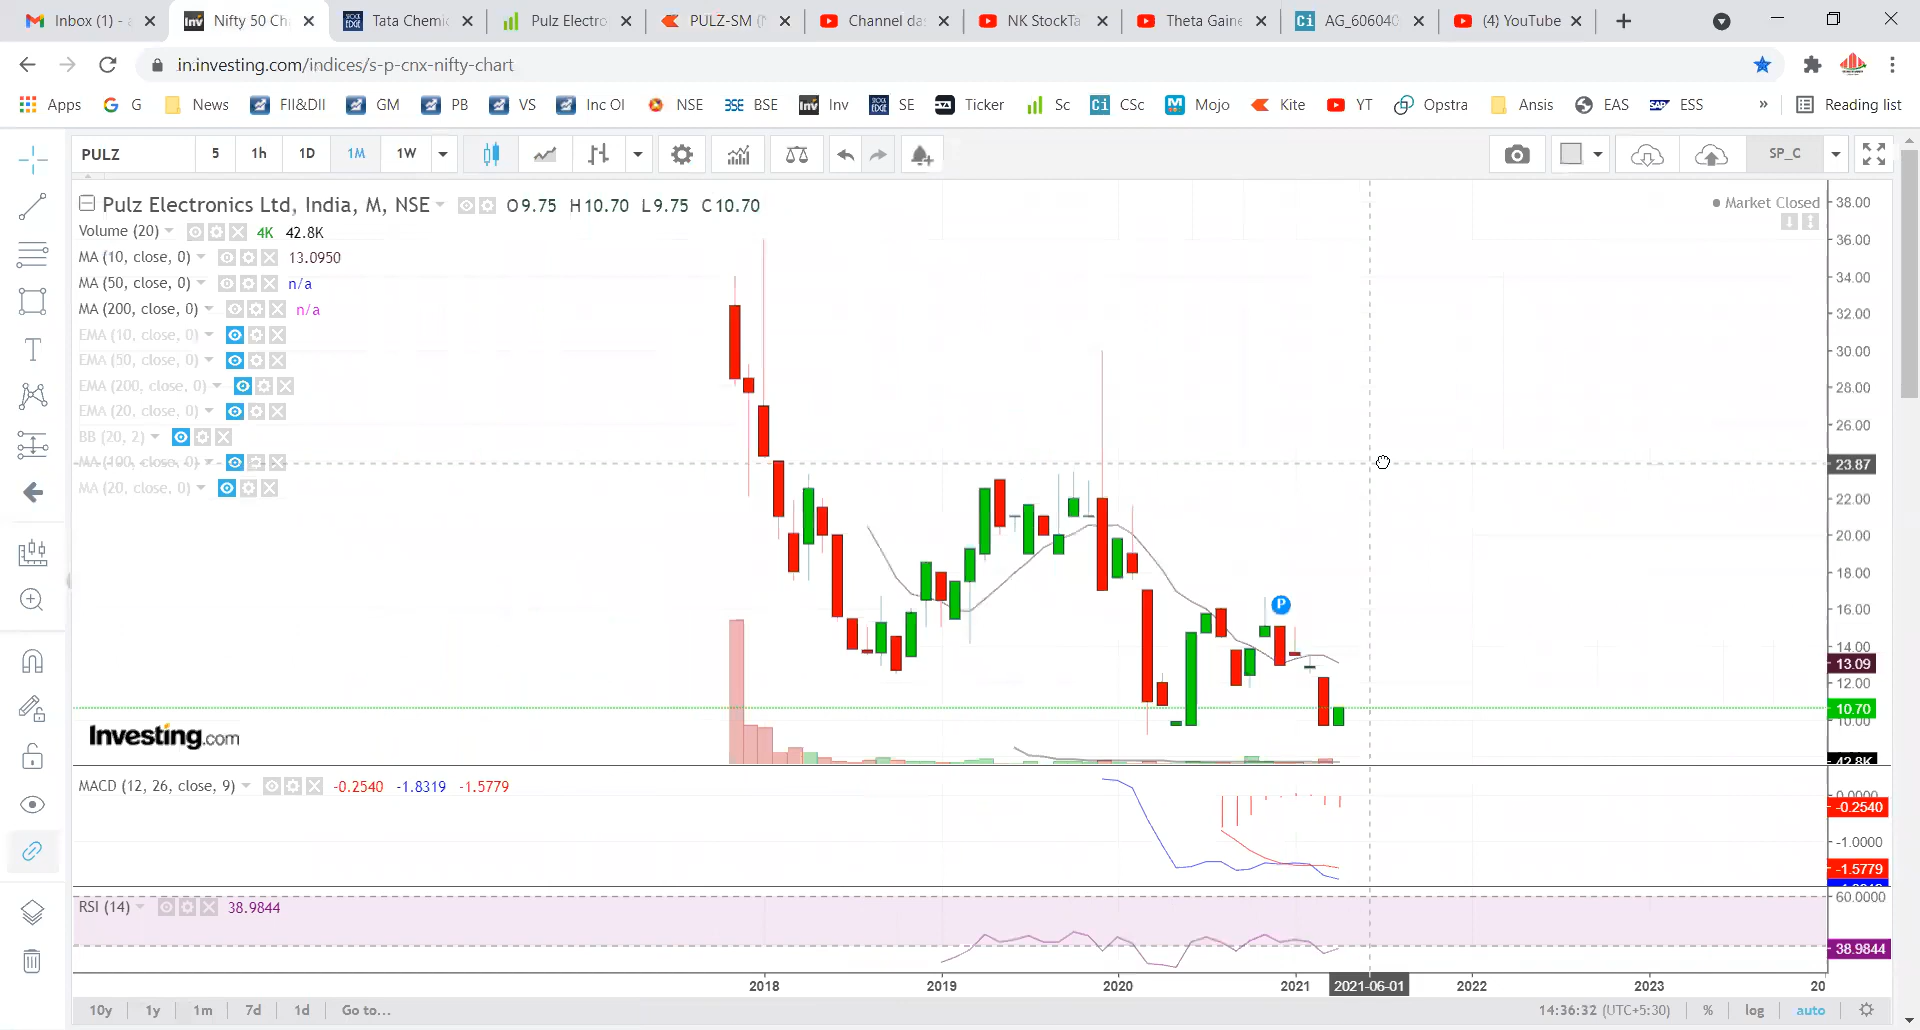 Inbox (1) - a
Nifty 50 Ch
Tata Chemic
Pulz Electro
PULZ-SM (N
Channel da
NK StockTa
Theta Gaine
AG_606040
(4) YouTube
in.investing.com/indices/s-p-cnx-nifty-chart
Apps G News FII&DII GM PB VS Inc OI NSE BSE Inv SE Ticker Sc CSc Mojo Kite YT Opstra Ansis EAS ESS » Reading list
PULZ 5 1h 1D 1M 1W SP_C
Pulz Electronics Ltd, India, M, NSE O9.75 H10.70 L9.75 C10.70
Market Closed
Volume (20) 4K 42.8K
MA (10, close, 0) 13.0950
MA (50, close, 0) n/a
MA (200, close, 0) n/a
EMA (10, close, 0)
EMA (50, close, 0)
EMA (200, close, 0)
EMA (20, close, 0)
BB (20, 2)
MA (100, close, 0)
MA (20, close, 0)
38.00
36.00
34.00
32.00
30.00
28.00
26.00
23.87
22.00
20.00
18.00
16.00
P
14.00
13.09
12.00
10.70
10.00
42.8K
Investing.com
MACD (12, 26, close, 9) -0.2540 -1.8319 -1.5779
0.0000
-0.2540
-1.0000
-1.5779
RSI (14) 38.9844
60.0000
38.9844
2018 2019 2020 2021 2021-06-01 2022 2023 20
10y 1y 1m 7d 1d Go to... 14:36:32 (UTC+5:30) % log auto